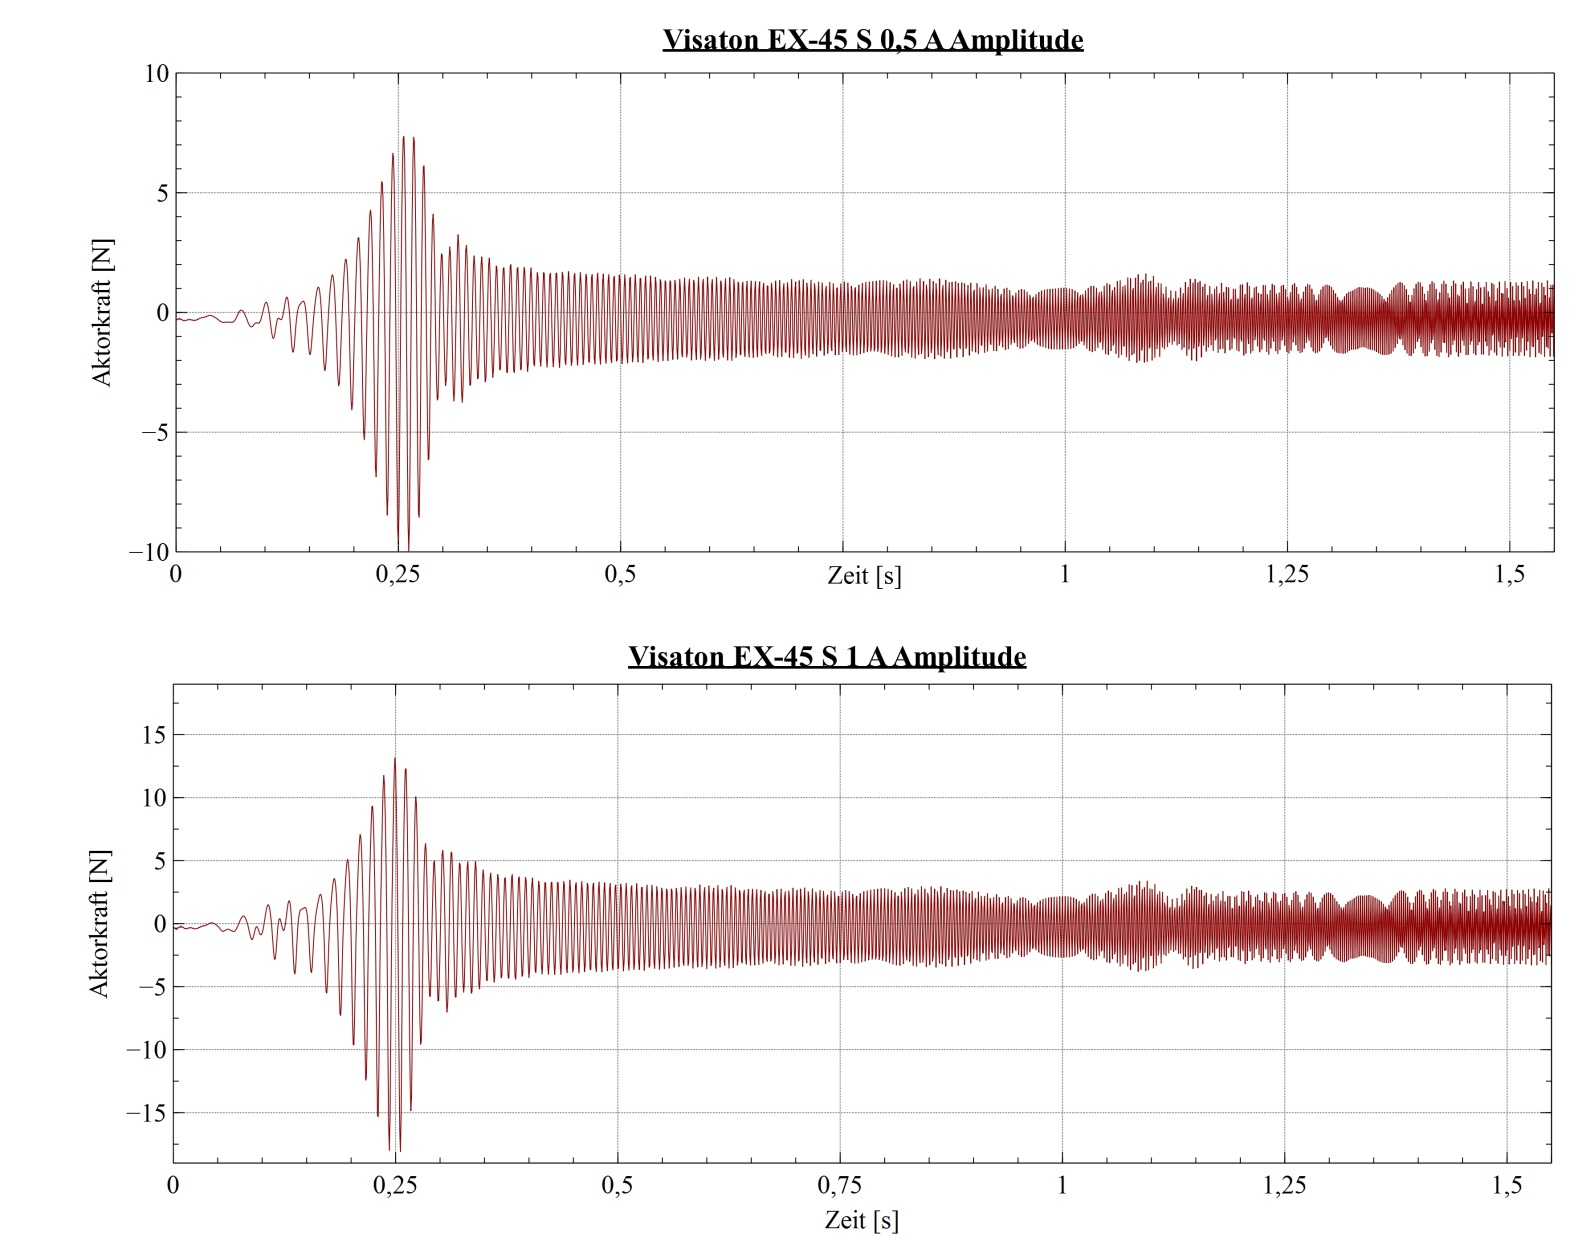 Visaton EX-45 S 0,5 A Amplitude
10
5
0
−5
−10
Aktorkraft [N]
0 0,25 0,5 Zeit [s] 1 1,25 1,5
Visaton EX-45 S 1 A Amplitude
15
10
5
0
−5
−10
−15
Aktorkraft [N]
0 0,25 0,5 0,75 1 1,25 1,5
Zeit [s]